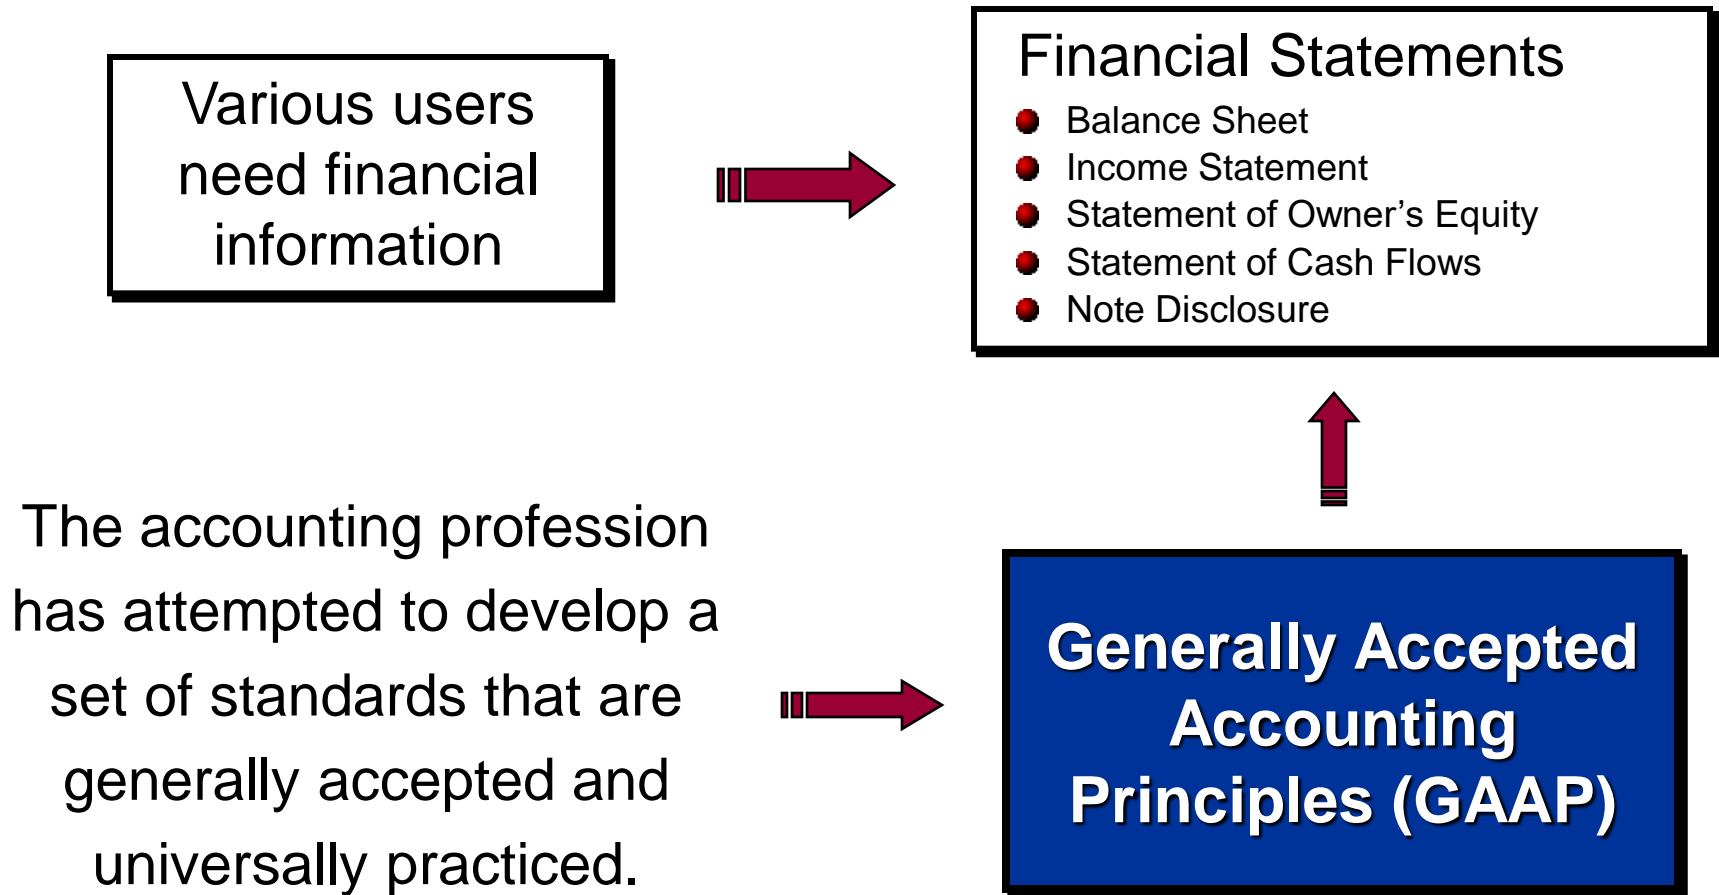 Various users
need financial
information
Financial Statements
Balance Sheet
Income Statement
Statement of Owner’s Equity
Statement of Cash Flows
Note Disclosure
The accounting profession
has attempted to develop a
set of standards that are
generally accepted and
universally practiced.
Generally Accepted
Accounting
Principles (GAAP)